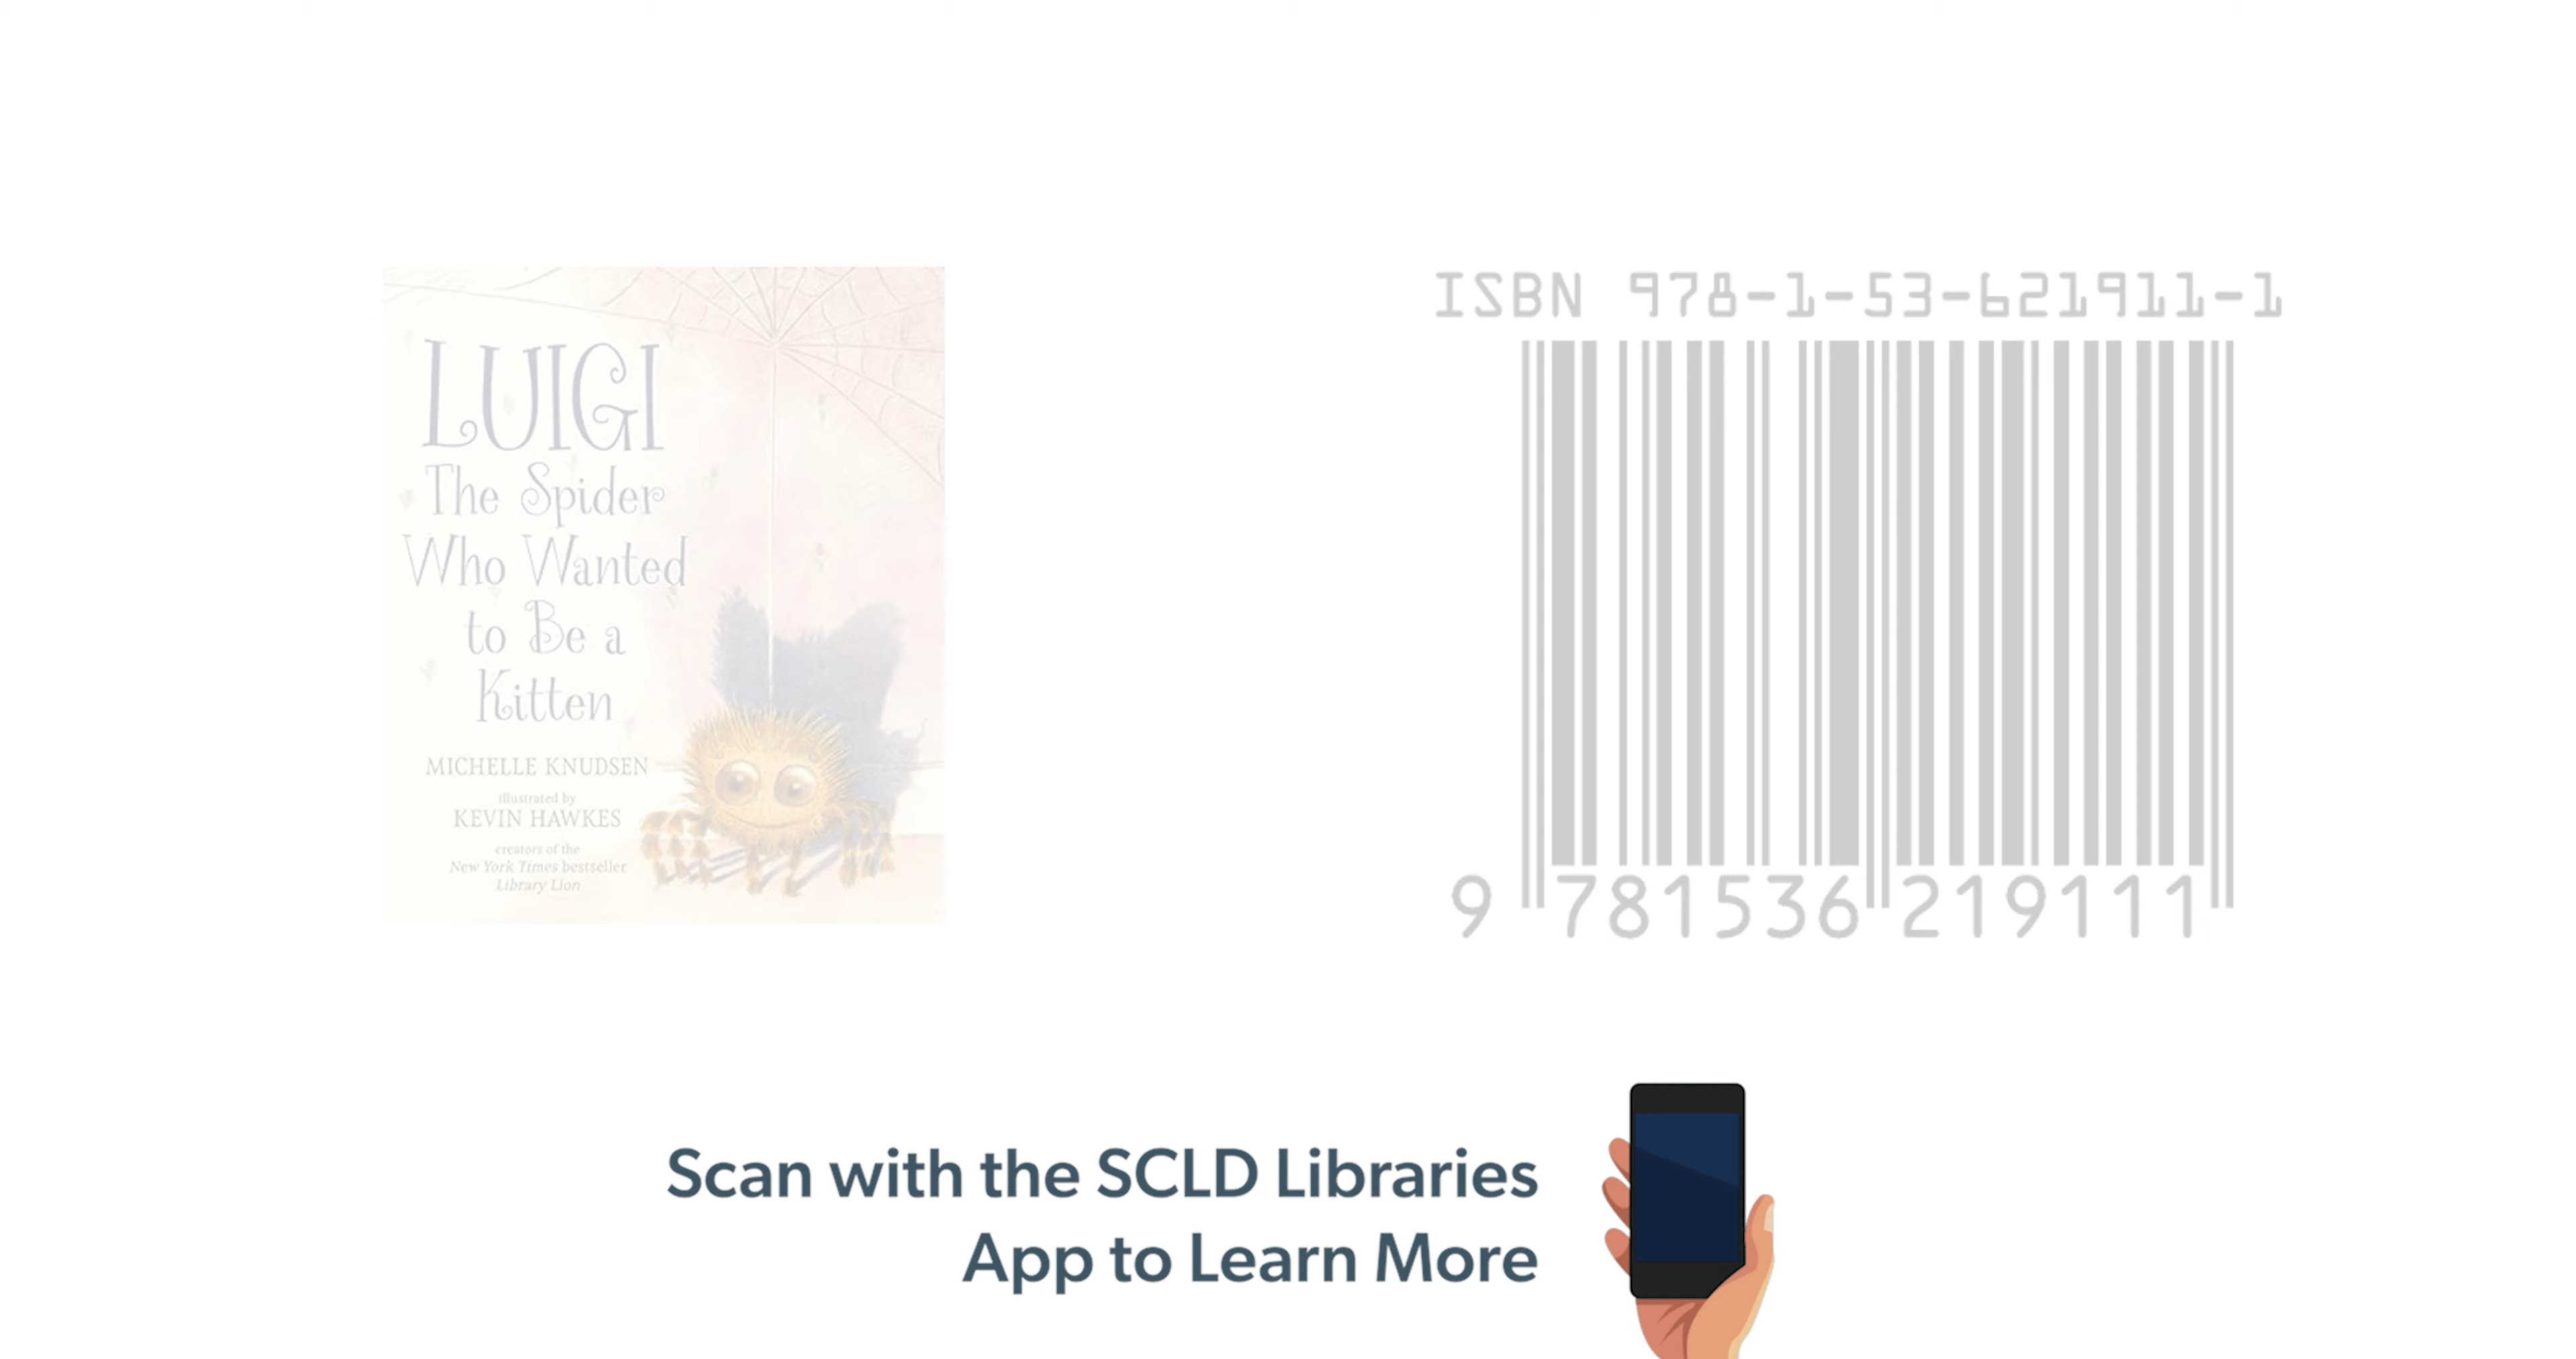 LUIGI
The Spider
Who Wanted
to Be a
Kitten
MICHELLE KNUDSEN
illustrated by
KEVIN HAWKES
creators of the
New York Times bestseller
Library Lion
ISBN 978-1-53-621911-1
9 781536 219111
Scan with the SCLD Libraries
App to Learn More